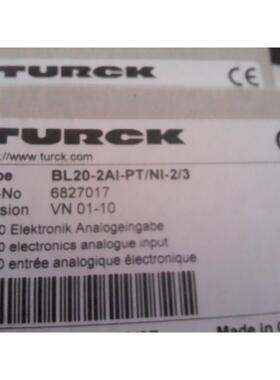 TURCK
CE
TURCK
://www.turck.com
pe BL20-2AI-PT/NI-2/3
-No 6827017
sion VN 01-10
0 Elektronik Analogeingabe
0 electronics analogue input
0 entrée analogique électronique
Made in